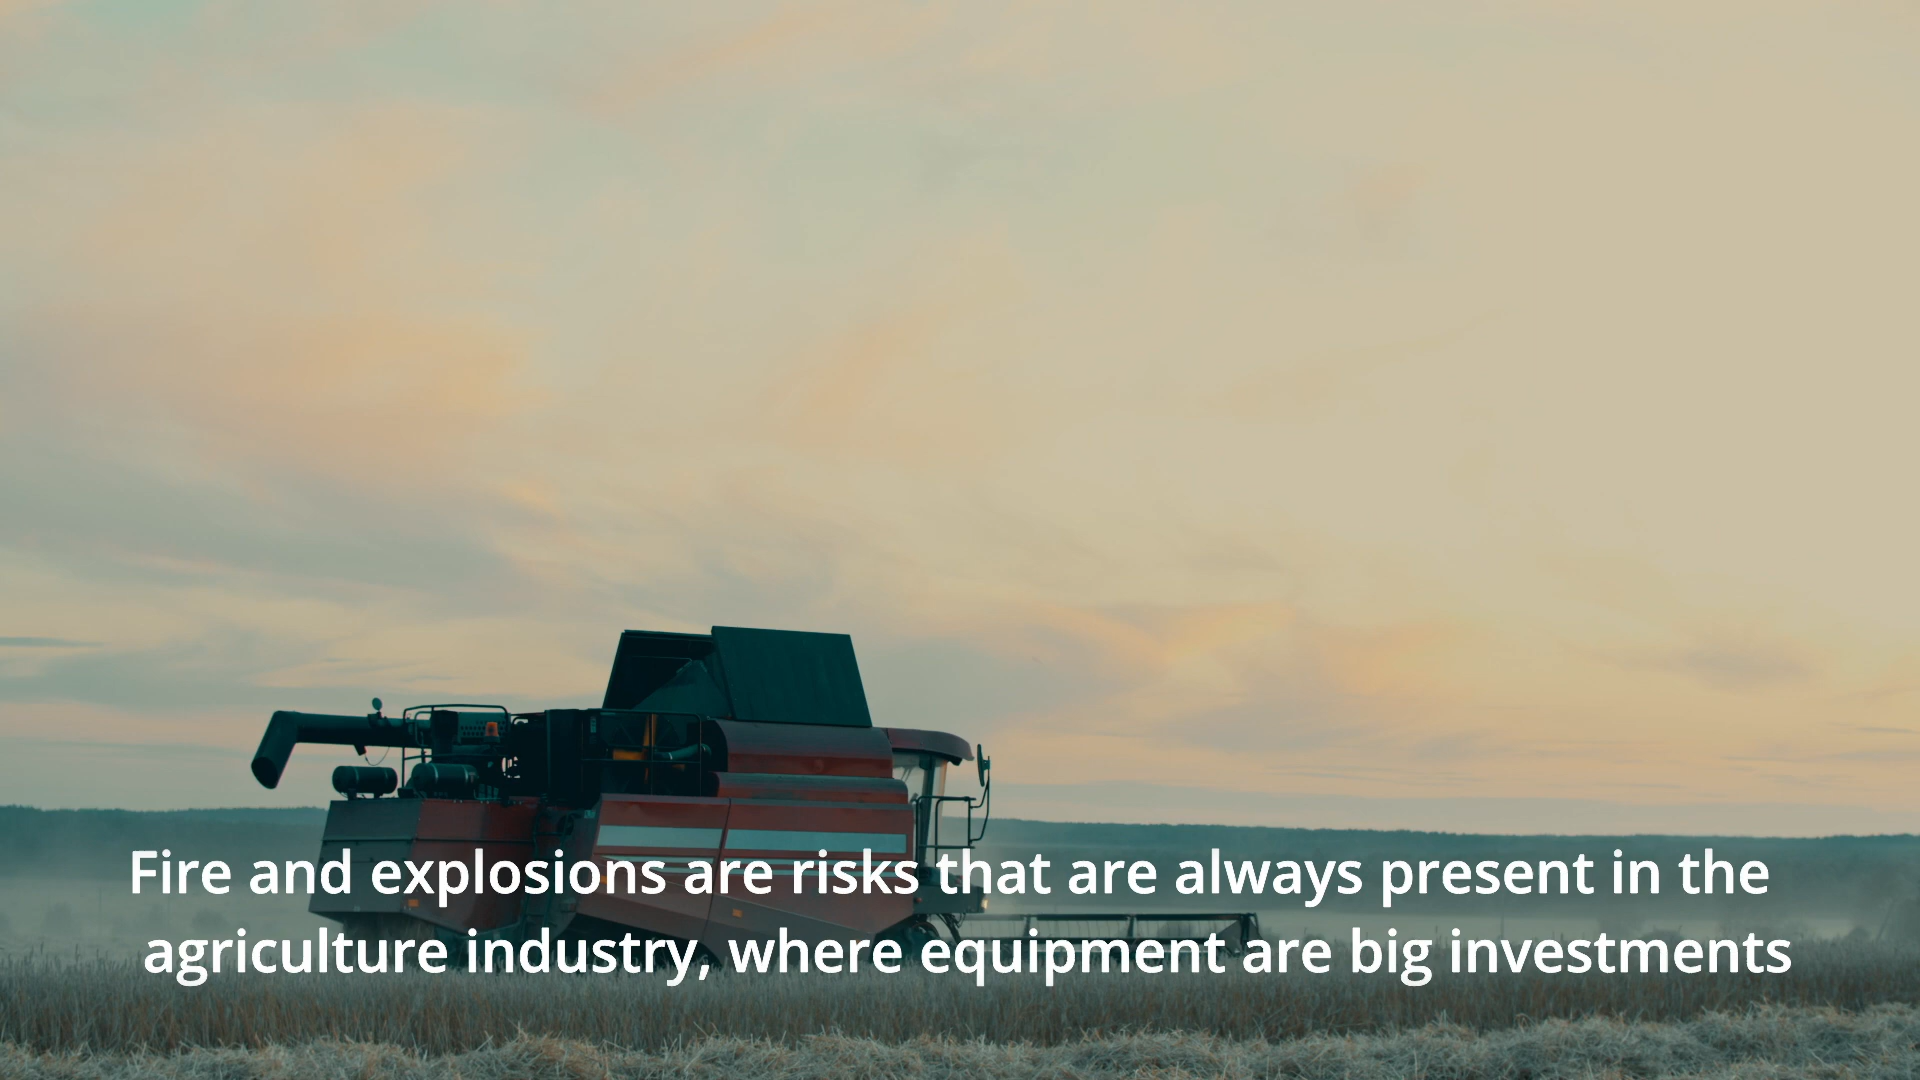 Fire and explosions are risks that are always present in the
agriculture industry, where equipment are big investments